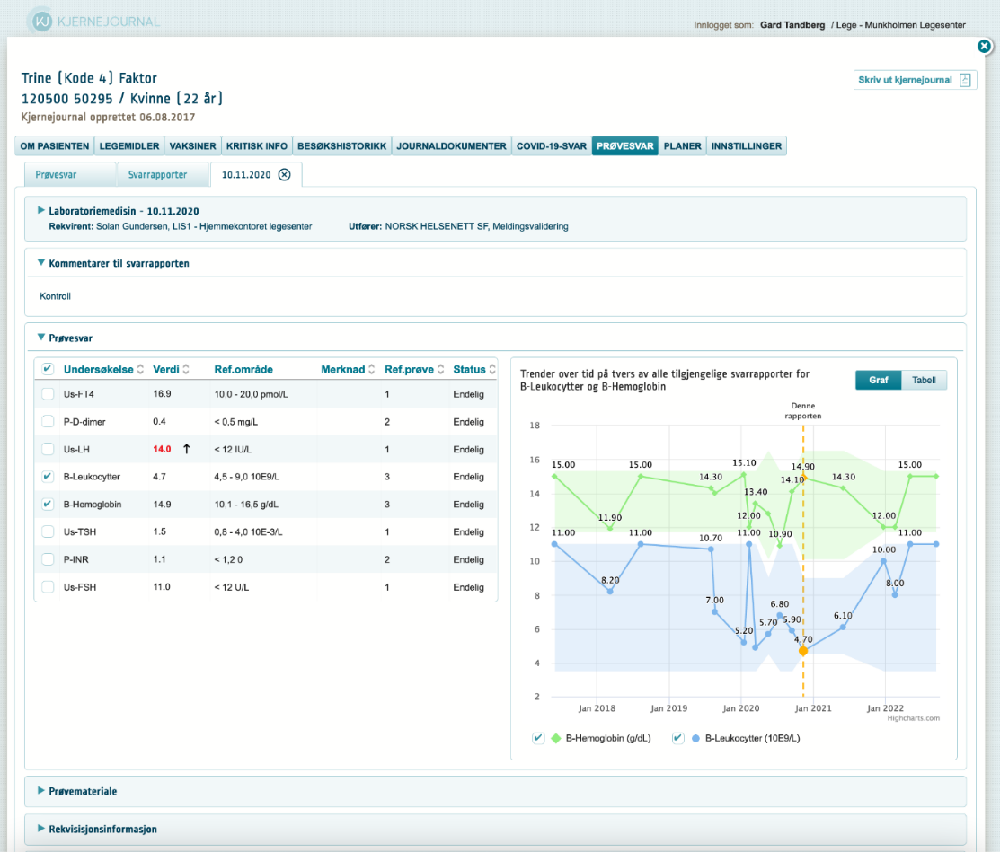 KJ KJERNEJOURNAL
Innlogget som: Gard Tandberg / Lege - Munkholmen Legesenter
Trine (Kode 4) Faktor
120500 50295 / Kvinne (22 år)
Kjernejournal opprettet 06.08.2017
Skriv ut kjernejournal
OM PASIENTEN LEGEMIDLER VAKSINER KRITISK INFO BESØKSHISTORIKK JOURNALDOKUMENTER COVID-19-SVAR PRØVESVAR PLANER INNSTILLINGER
Prøvesvar Svarrapporter 10.11.2020
Laboratoriemedisin - 10.11.2020
Rekvirent: Solan Gundersen, LIS1 - Hjemmekontoret legesenter Utfører: NORSK HELSENETT SF, Meldingsvalidering
Kommentarer til svarrapporten
Kontroll
Prøvesvar
Undersøkelse Verdi Ref.område Merknad Ref.prøve Status
Us-FT4 16.9 10,0 - 20,0 pmol/L 1 Endelig
P-D-dimer 0.4 < 0,5 mg/L 2 Endelig
Us-LH 14.0 ↑ < 12 IU/L 1 Endelig
B-Leukocytter 4.7 4,5 - 9,0 10E9/L 3 Endelig
B-Hemoglobin 14.9 10,1 - 16,5 g/dL 3 Endelig
Us-TSH 1.5 0,8 - 4,0 10E-3/L 1 Endelig
P-INR 1.1 < 1,2 0 2 Endelig
Us-FSH 11.0 < 12 U/L 1 Endelig
Trender over tid på tvers av alle tilgjengelige svarrapporter for
B-Leukocytter og B-Hemoglobin
Graf Tabell
Denne
rapporten
18
16
14
12
10
8
6
4
2
15.00 11.90 15.00 14.30 15.10 12.00 13.40 10.90 14.10 14.90 14.30 12.00 15.00
11.00 8.20 11.00 10.70 7.00 5.20 11.00 5.70 6.80 5.90 4.70 6.10 10.00 8.00 11.00
Jan 2018 Jan 2019 Jan 2020 Jan 2021 Jan 2022
Highcharts.com
B-Hemoglobin (g/dL) B-Leukocytter (10E9/L)
Prøvemateriale
Rekvisisjonsinformasjon